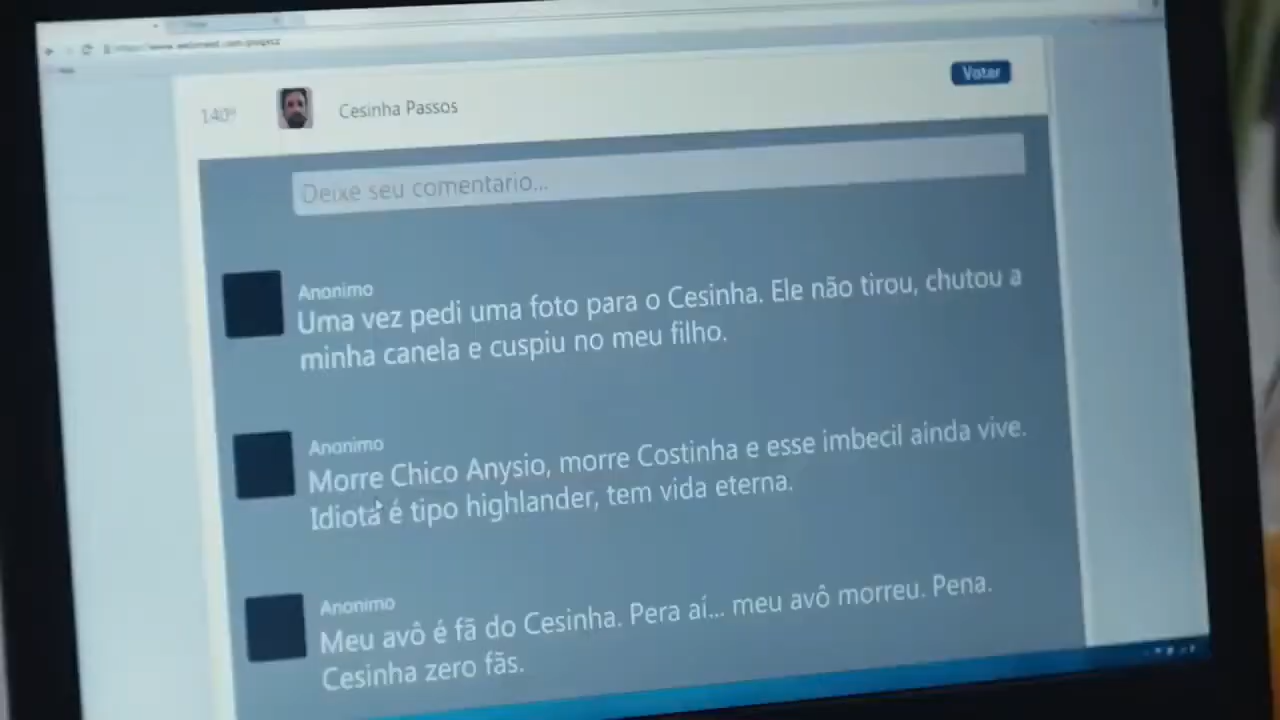 140º
Cesinha Passos
Votar
Deixe seu comentario...
Anonimo
Uma vez pedi uma foto para o Cesinha. Ele não tirou, chutou a
minha canela e cuspiu no meu filho.
Anonimo
Morre Chico Anysio, morre Costinha e esse imbecil ainda vive.
Idiota é tipo highlander, tem vida eterna.
Anonimo
Meu avô é fã do Cesinha. Pera aí... meu avô morreu. Pena.
Cesinha zero fãs.